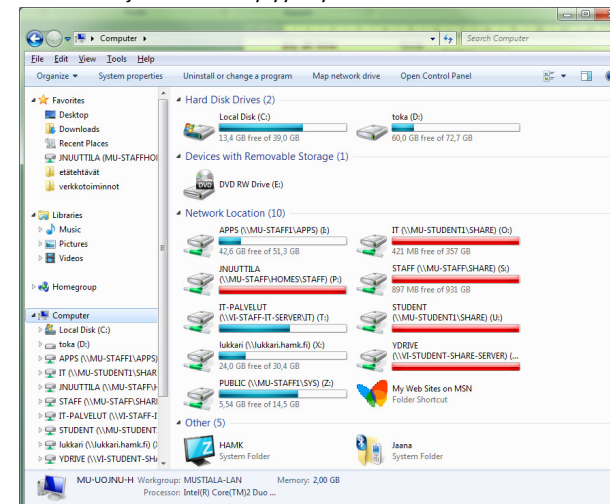 Computer
Search Computer
File Edit View Tools Help
Organize System properties Uninstall or change a program Map network drive Open Control Panel
Favorites
Desktop
Downloads
Recent Places
JNUUTTILA (MU-STAFFHOI
etätehtävät
verkkotoiminnot
Libraries
Music
Pictures
Videos
Homegroup
Computer
Local Disk (C:)
toka (D:)
APPS (\\MU-STAFF1\APPS)
IT (\\MU-STUDENT1\SHAR
JNUUTTILA (\\MU-STAFF\H
STAFF (\\MU-STAFF\SHARI
IT-PALVELUT (\\VI-STAFF-I
STUDENT (\\MU-STUDENT
lukkari (\\lukkari.hamk.fi) (
YDRIVE (\\VI-STUDENT-SH
Hard Disk Drives (2)
Local Disk (C:)
13,4 GB free of 39,0 GB
toka (D:)
60,0 GB free of 72,7 GB
Devices with Removable Storage (1)
DVD
DVD RW Drive (E:)
Network Location (10)
APPS (\\MU-STAFF1\APPS) (I:)
42,6 GB free of 51,3 GB
IT (\\MU-STUDENT1\SHARE) (O:)
421 MB free of 357 GB
JNUUTTILA
(\\MU-STAFF\HOMES\STAFF) (P:)
STAFF (\\MU-STAFF\SHARE) (S:)
897 MB free of 931 GB
IT-PALVELUT
(\\VI-STAFF-IT-SERVER\IT) (T:)
STUDENT
(\\MU-STUDENT1\SHARE) (U:)
lukkari (\\lukkari.hamk.fi) (X:)
24,0 GB free of 30,4 GB
YDRIVE
(\\VI-STUDENT-SHARE-SERVER) (...
PUBLIC (\\MU-STAFF1\SYS) (Z:)
5,54 GB free of 14,5 GB
My Web Sites on MSN
Folder Shortcut
Other (5)
HAMK
System Folder
Jaana
System Folder
MU-UOJNU-H Workgroup: MUSTIALA-LAN Memory: 2,00 GB
Processor: Intel(R) Core(TM)2 Duo ...